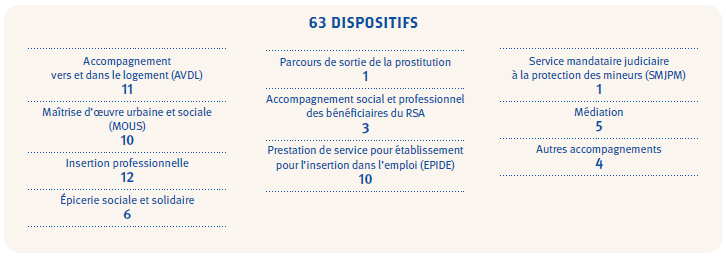 63 DISPOSITIFS
Accompagnement
vers et dans le logement (AVDL)
11
Maîtrise d'œuvre urbaine et sociale
(MOUS)
10
Insertion professionnelle
12
Épicerie sociale et solidaire
6
Parcours de sortie de la prostitution
1
Accompagnement social et professionnel
des bénéficiaires du RSA
3
Prestation de service pour établissement
pour l'insertion dans l'emploi (EPIDE)
10
Service mandataire judiciaire
à la protection des mineurs (SMJPM)
1
Médiation
5
Autres accompagnements
4